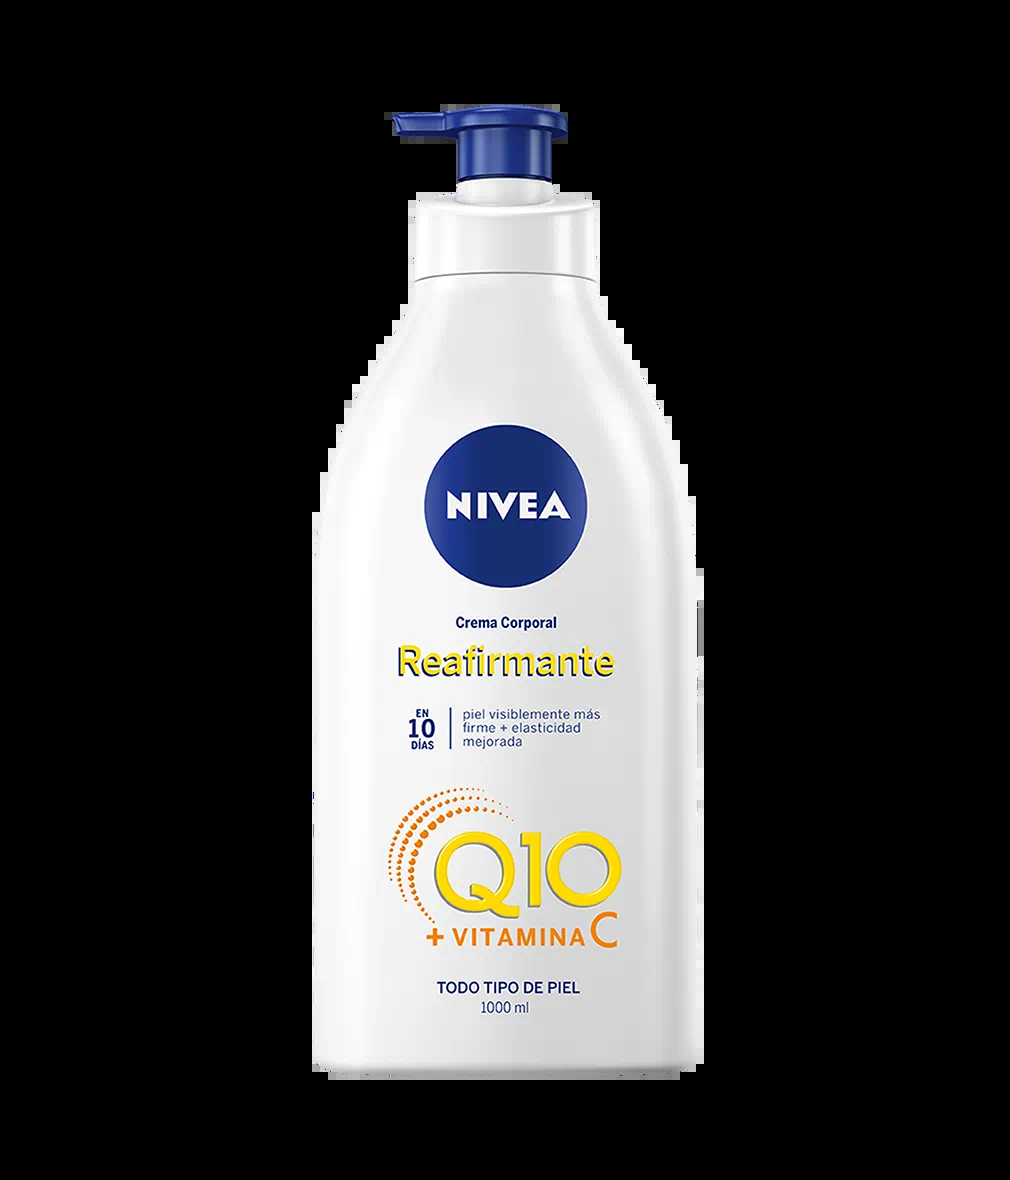 NIVEA
Crema Corporal
Reafirmante
EN
10
DÍAS
piel visiblemente más
firme + elasticidad
mejorada
Q10
+ VITAMINA C
TODO TIPO DE PIEL
1000 ml